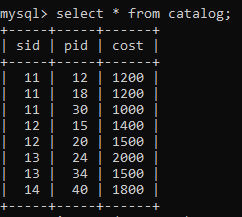 mysql> select * from catalog;
+-----+-----+------+
| sid | pid | cost |
+-----+-----+------+
|  11 |  12 | 1200 |
|  11 |  18 | 1200 |
|  11 |  30 | 1000 |
|  12 |  15 | 1400 |
|  12 |  20 | 1500 |
|  13 |  24 | 2000 |
|  13 |  34 | 1500 |
|  14 |  40 | 1800 |
+-----+-----+------+